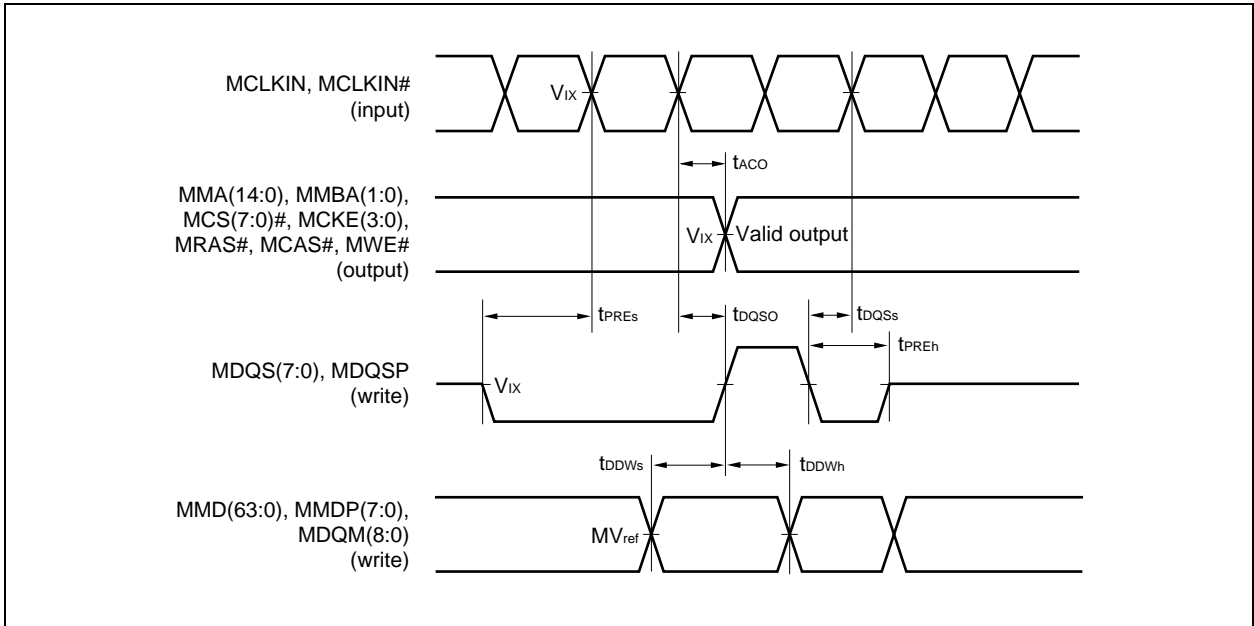 MCLKIN, MCLKIN#
(input)
VIX
tACO
MMA(14:0), MMBA(1:0),
MCS(7:0)#, MCKE(3:0),
MRAS#, MCAS#, MWE#
(output)
VIX
Valid output
tPREs
tDQSO
tDQSs
tPREh
MDQS(7:0), MDQSP
(write)
VIX
tDDWs
tDDWh
MMD(63:0), MMDP(7:0),
MDQM(8:0)
(write)
MVref